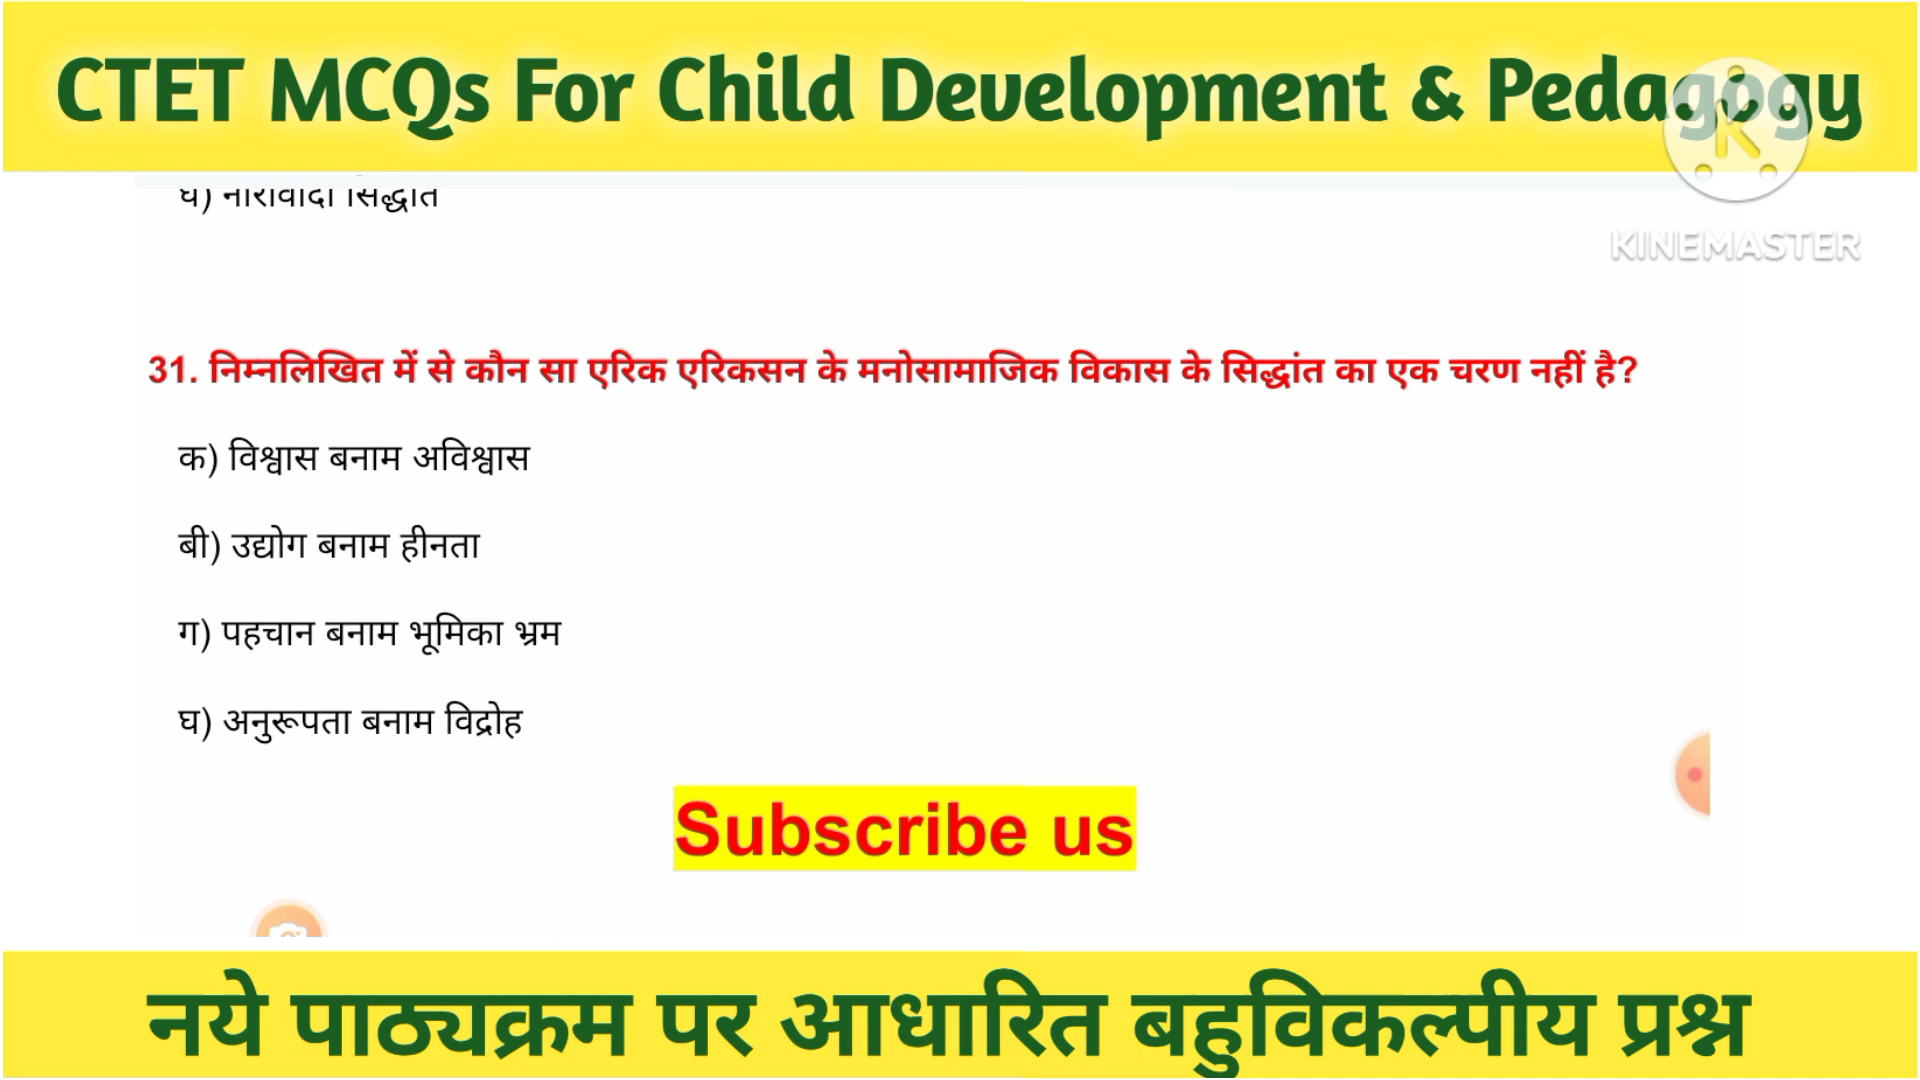 CTET MCQs For Child Development & Pedagogy
KINEMASTER
घ) नारीवादी सिद्धांत
31. निम्नलिखित में से कौन सा एरिक एरिकसन के मनोसामाजिक विकास के सिद्धांत का एक चरण नहीं है?
क) विश्वास बनाम अविश्वास
बी) उद्योग बनाम हीनता
ग) पहचान बनाम भूमिका भ्रम
घ) अनुरूपता बनाम विद्रोह
Subscribe us
नये पाठ्यक्रम पर आधारित बहुविकल्पीय प्रश्न